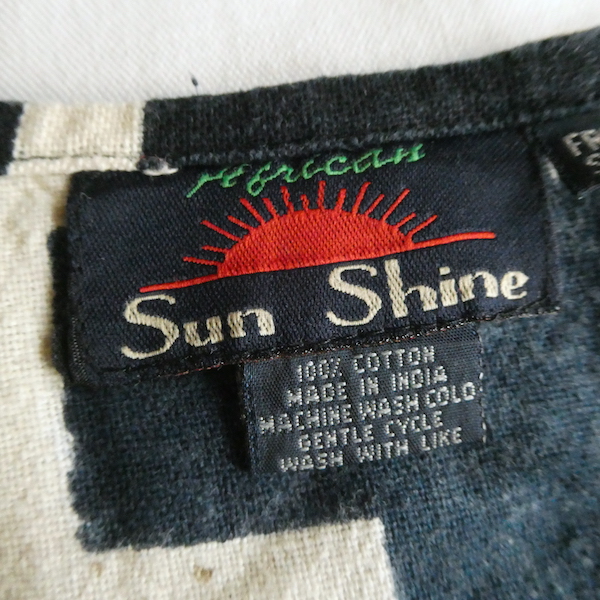 African
Sun Shine
100% COTTON
MADE IN INDIA
MACHINE WASH COLD
GENTLE CYCLE
WASH WITH LIKE